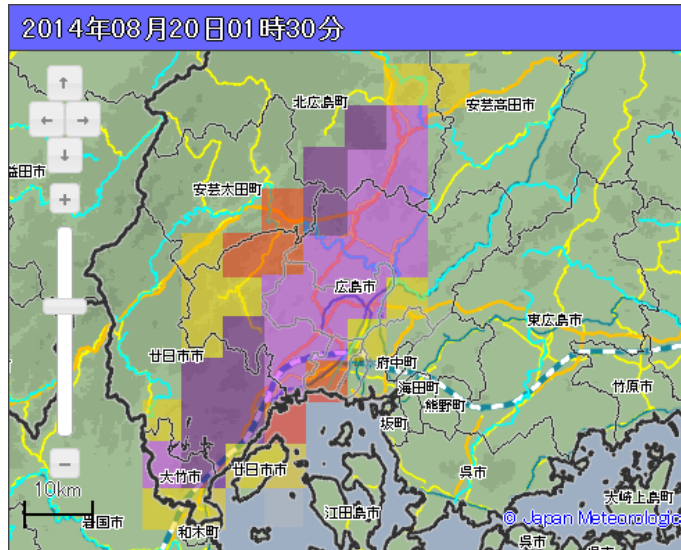 2014年08月20日01時30分
北広島町
安芸高田市
益田市
安芸太田町
広島市
東広島市
廿日市市
府中町
海田町
竹原市
熊野町
坂町
大竹市
廿日市市
呉市
10km
大崎上島町
岩国市
江田島市
© Japan Meteorologic
和木町
呉市
呉市